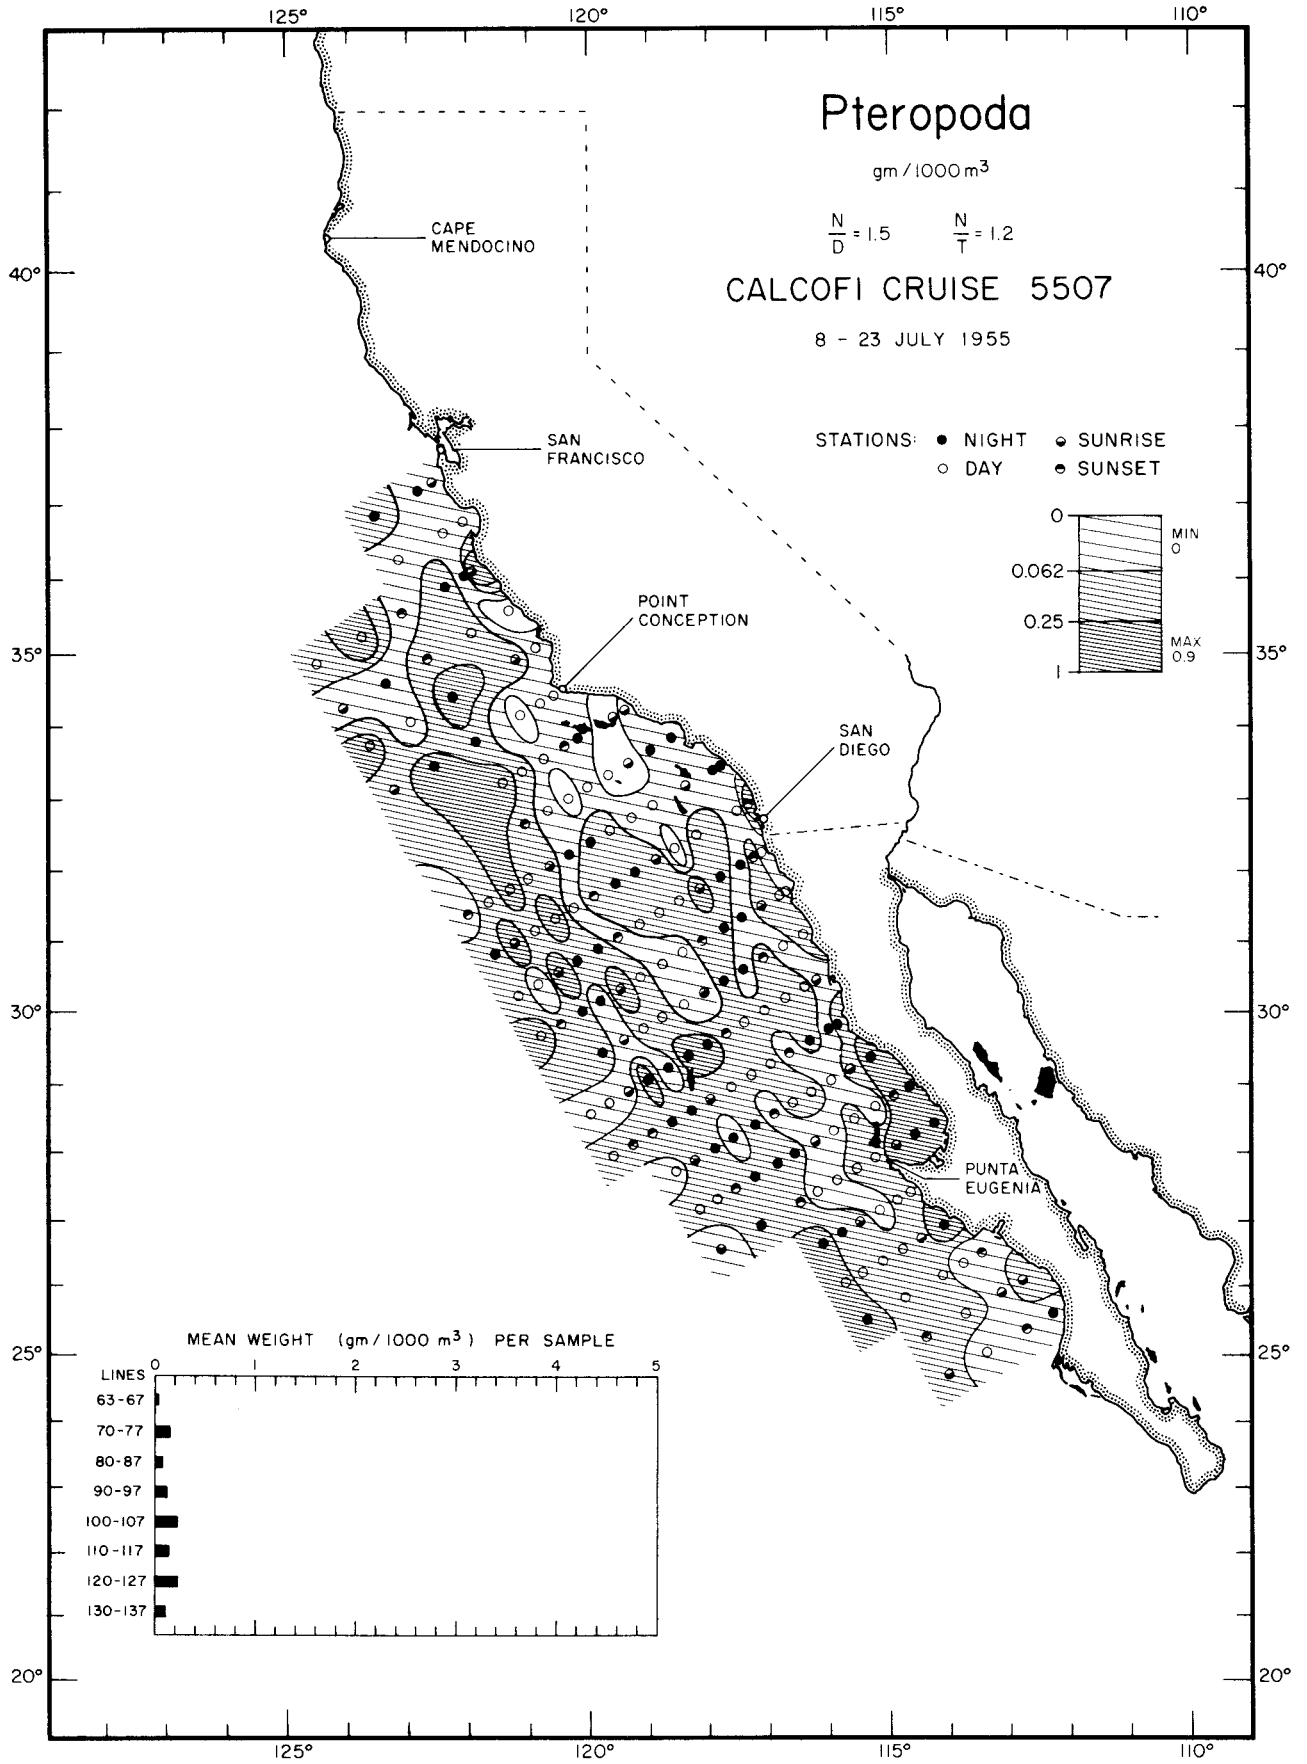 125° 120° 115° 110°
Pteropoda
gm/1000m³
N/D = 1.5 N/T = 1.2
CALCOFI CRUISE 5507
8 - 23 JULY 1955
CAPE
MENDOCINO
40° 40°
SAN
FRANCISCO
STATIONS: ● NIGHT SUNRISE
○ DAY SUNSET
0
MIN
0
0.062
0.25
MAX
0.9
1
POINT
CONCEPTION
35° 35°
SAN
DIEGO
30° 30°
PUNTA
EUGENIA
MEAN WEIGHT (gm/1000 m³) PER SAMPLE
0 1 2 3 4 5
25° 25°
LINES
63-67
70-77
80-87
90-97
100-107
110-117
120-127
130-137
20° 20°
125° 120° 115° 110°